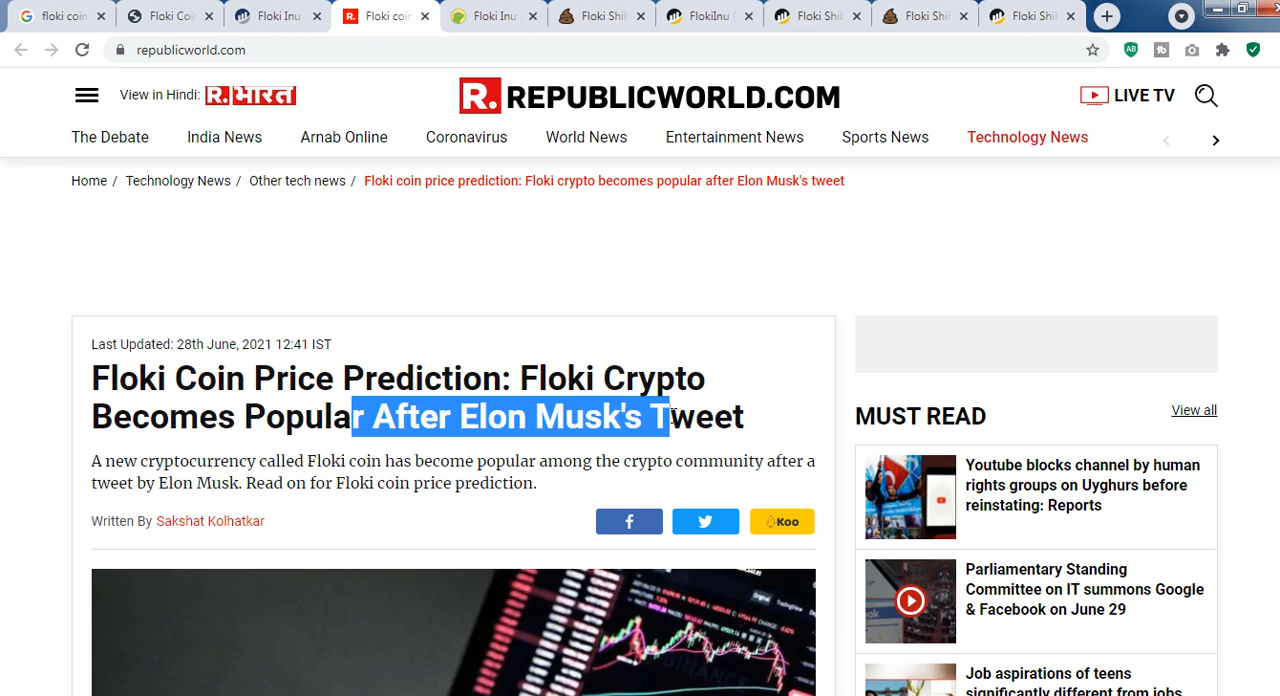 floki coin
Floki Coi
Floki Inu
Floki coin
Floki Inu
Floki Shib
FlokiInu (
Floki Shib
Floki Shib
Floki Shib
republicworld.com
View in Hindi: R. भारत
R. REPUBLICWORLD.COM
LIVE TV
The Debate India News Arnab Online Coronavirus World News Entertainment News Sports News Technology News
Home / Technology News / Other tech news / Floki coin price prediction: Floki crypto becomes popular after Elon Musk's tweet
Last Updated: 28th June, 2021 12:41 IST
Floki Coin Price Prediction: Floki Crypto
Becomes Popular After Elon Musk's Tweet
A new cryptocurrency called Floki coin has become popular among the crypto community after a
tweet by Elon Musk. Read on for Floki coin price prediction.
Written By Sakshat Kolhatkar
Koo
BINANCE
MUST READ
View all
Youtube blocks channel by human
rights groups on Uyghurs before
reinstating: Reports
Parliamentary Standing
Committee on IT summons Google
& Facebook on June 29
Job aspirations of teens
significantly different from jobs